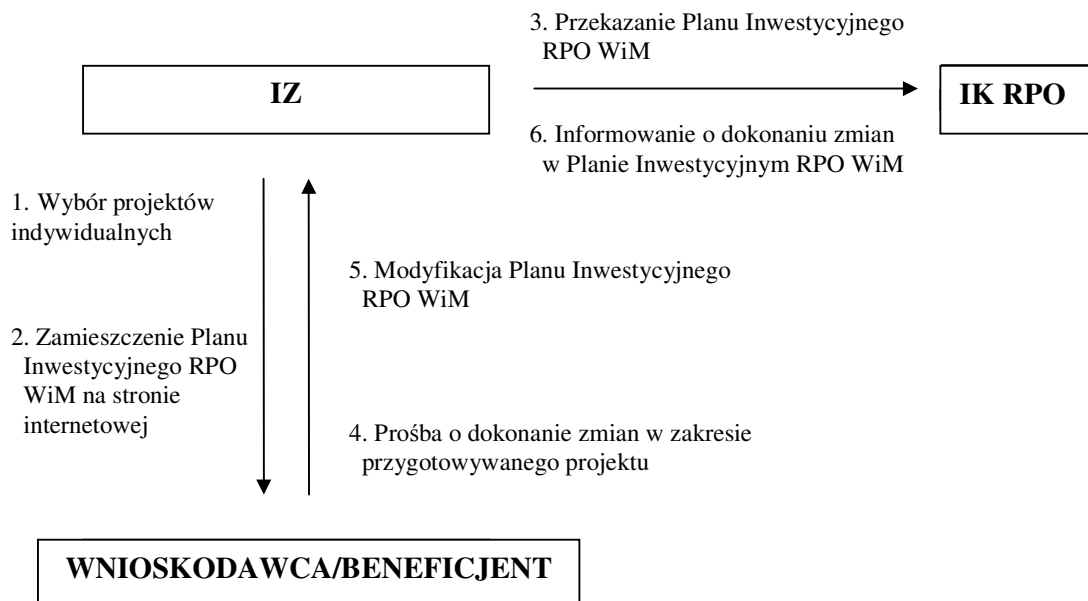 3. Przekazanie Planu Inwestycyjnego
RPO WiM
IZ
IK RPO
6. Informowanie o dokonaniu zmian
w Planie Inwestycyjnym RPO WiM
1. Wybór projektów
indywidualnych
5. Modyfikacja Planu Inwestycyjnego
RPO WiM
2. Zamieszczenie Planu
Inwestycyjnego RPO
WiM na stronie
internetowej
4. Prośba o dokonanie zmian w zakresie
przygotowywanego projektu
WNIOSKODAWCA/BENEFICJENT